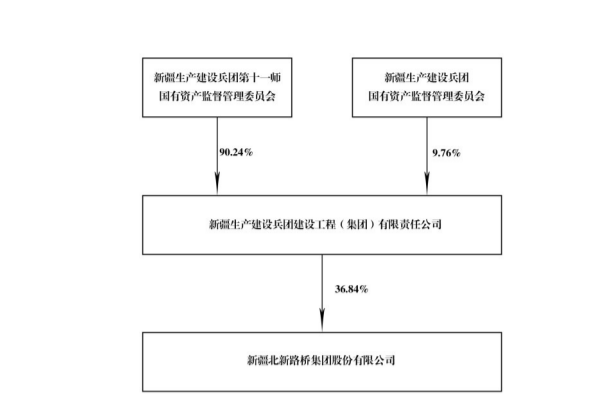 新疆生产建设兵团第十一师
国有资产监督管理委员会
新疆生产建设兵团
国有资产监督管理委员会
90.24%
9.76%
新疆生产建设兵团建设工程（集团）有限责任公司
36.84%
新疆北新路桥集团股份有限公司